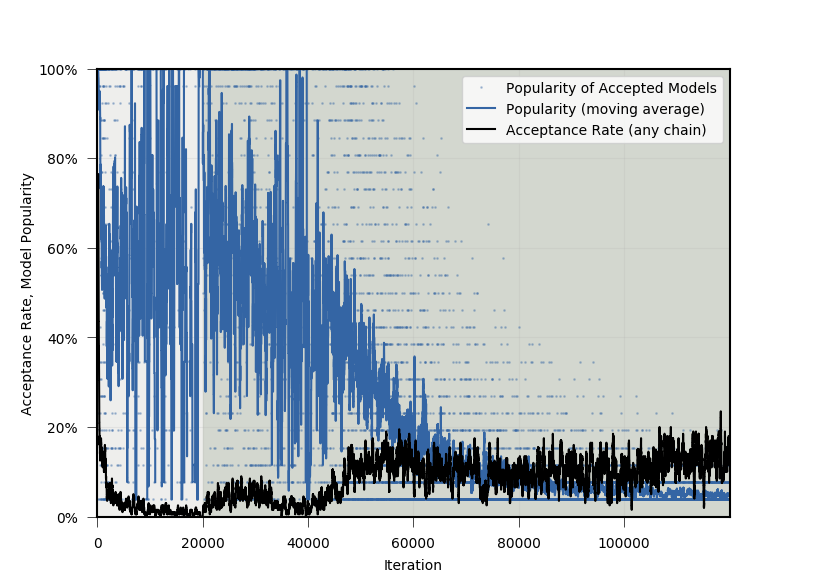 100%
80%
60%
40%
20%
0%
Acceptance Rate, Model Popularity
Popularity of Accepted Models
Popularity (moving average)
Acceptance Rate (any chain)
0
20000
40000
60000
80000
100000
Iteration